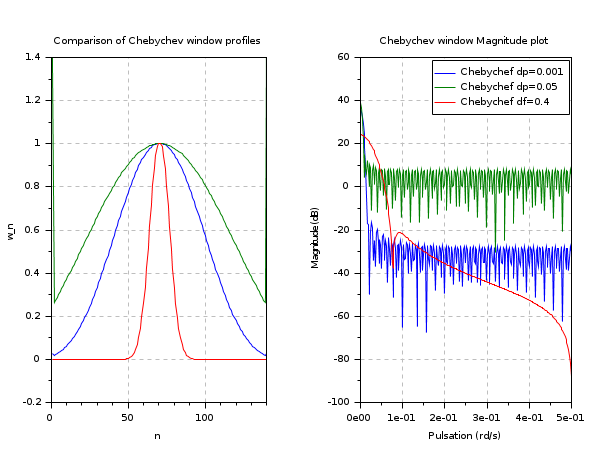 Comparison of Chebychev window profiles
1.4
1.2
1
0.8
0.6
0.4
0.2
0
-0.2
w_n
0
50
100
n
Chebychev window Magnitude plot
Chebychef dp=0.001
Chebychef dp=0.05
Chebychef df=0.4
60
40
20
0
-20
-40
-60
-80
-100
Magnitude (dB)
0e00
1e-01
2e-01
3e-01
4e-01
5e-01
Pulsation (rd/s)